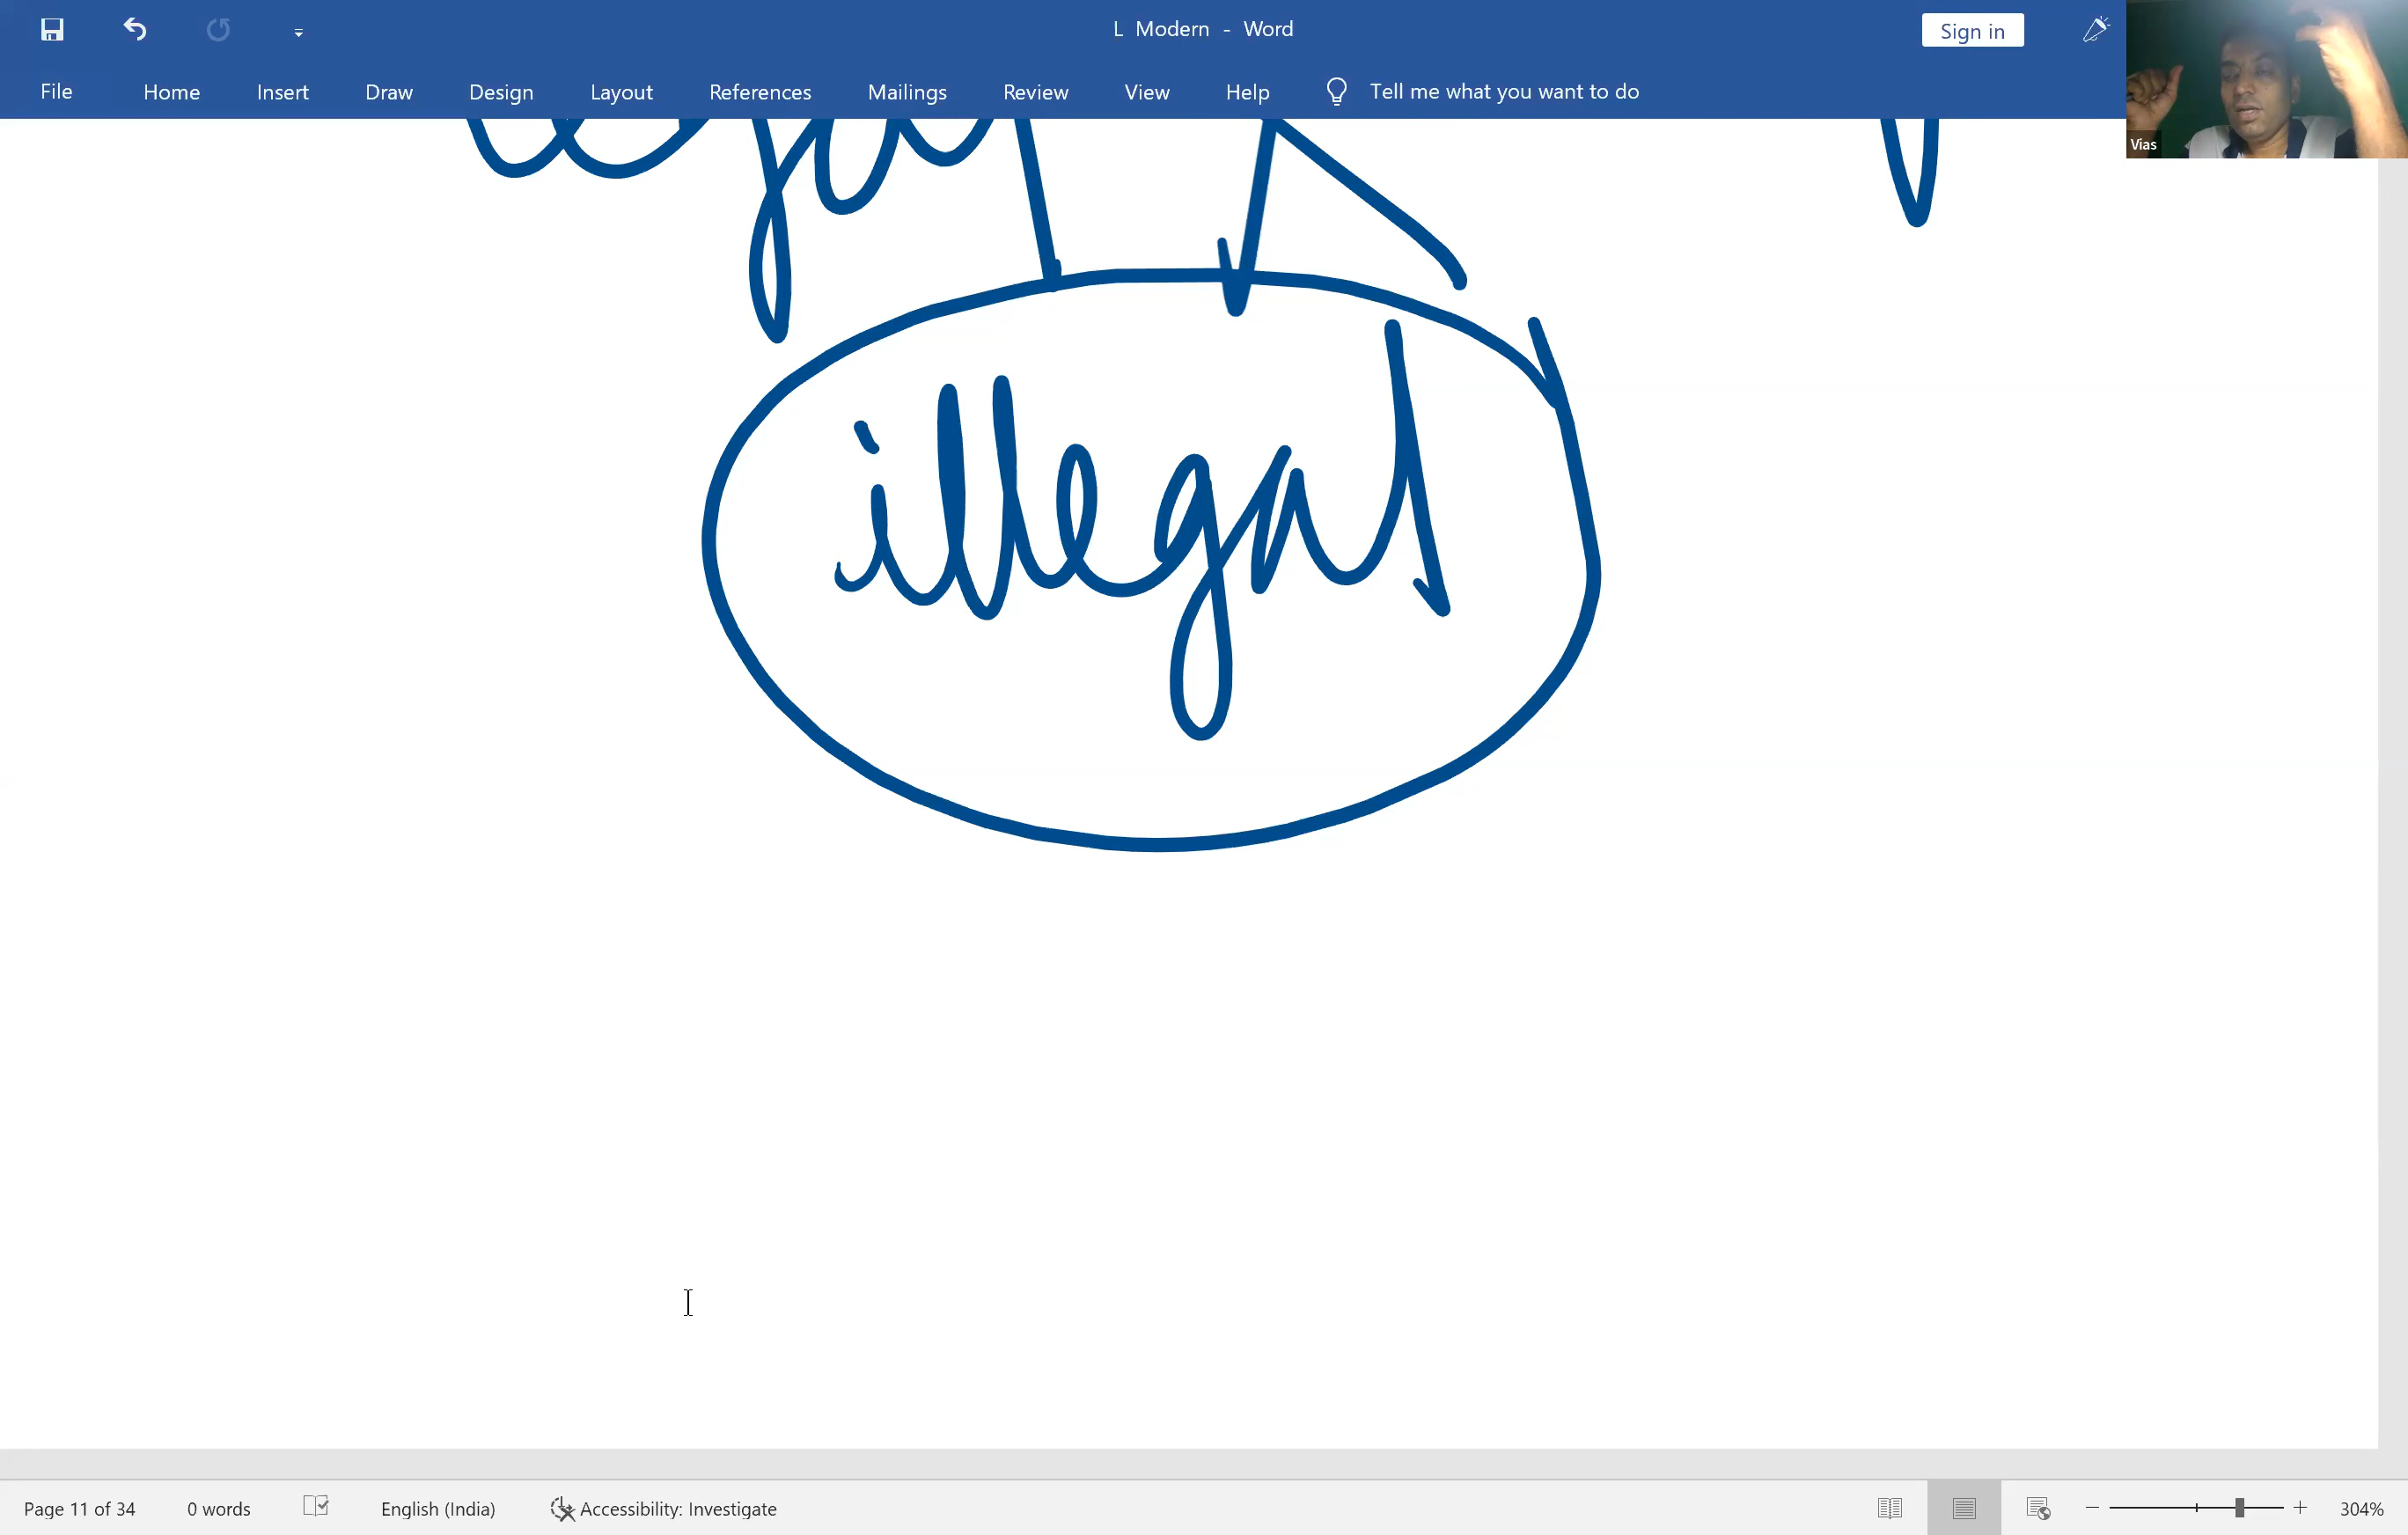 L Modern - Word
Sign in
File Home Insert Draw Design Layout References Mailings Review View Help Tell me what you want to do
Vias
illegal
Page 11 of 34 0 words English (India) Accessibility: Investigate 304%